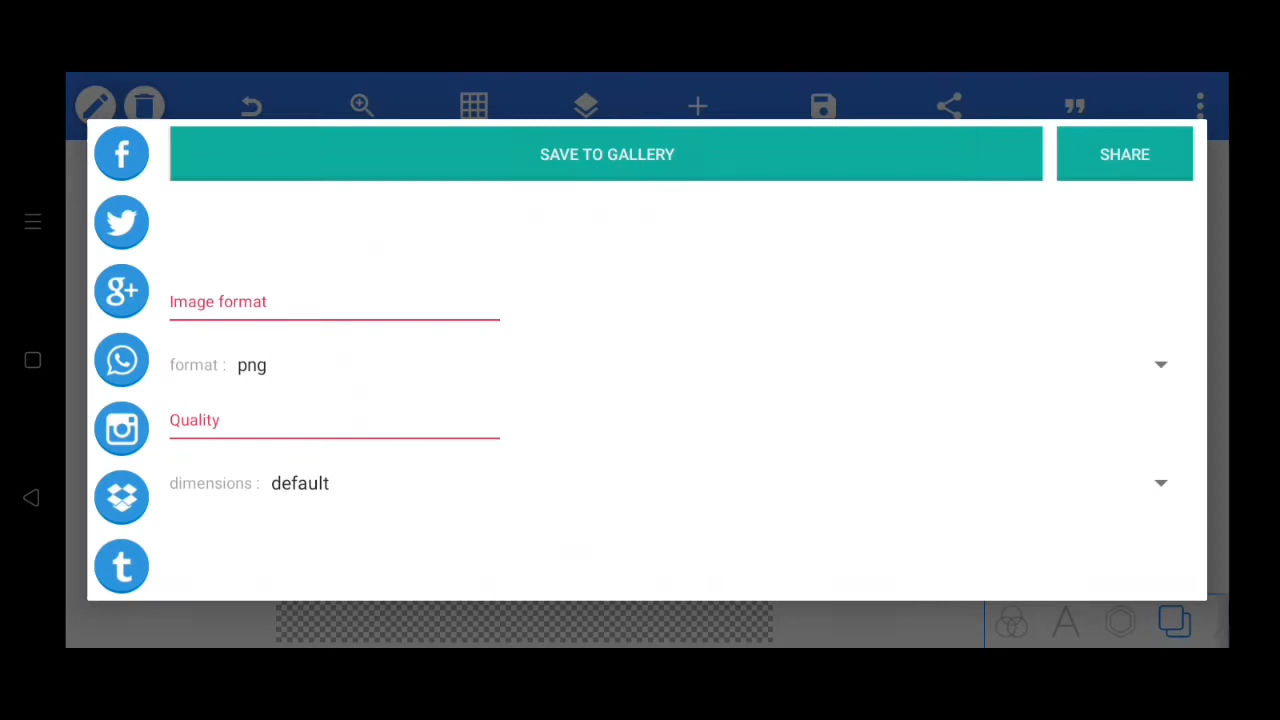 SAVE TO GALLERY
SHARE
Image format
format : png
Quality
dimensions : default